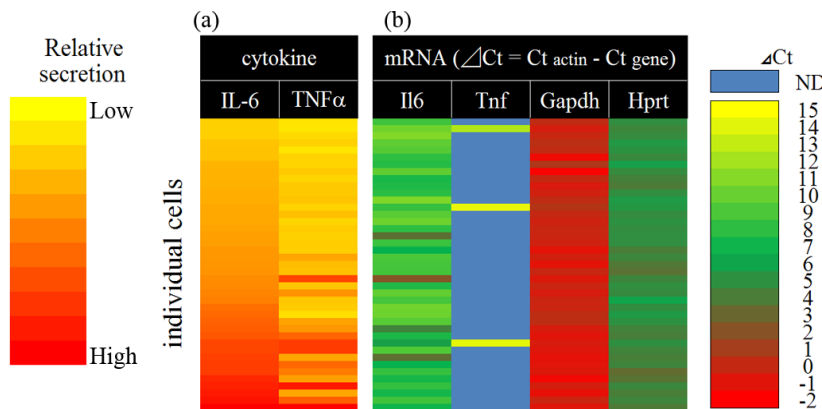 (a)
(b)
Relative
secretion
Low
High
individual cells
cytokine
IL-6 TNFα
mRNA (⊿Ct = Ct actin - Ct gene)
Il6 Tnf Gapdh Hprt
⊿Ct
ND
15
14
13
12
11
10
9
8
7
6
5
4
3
2
1
0
-1
-2